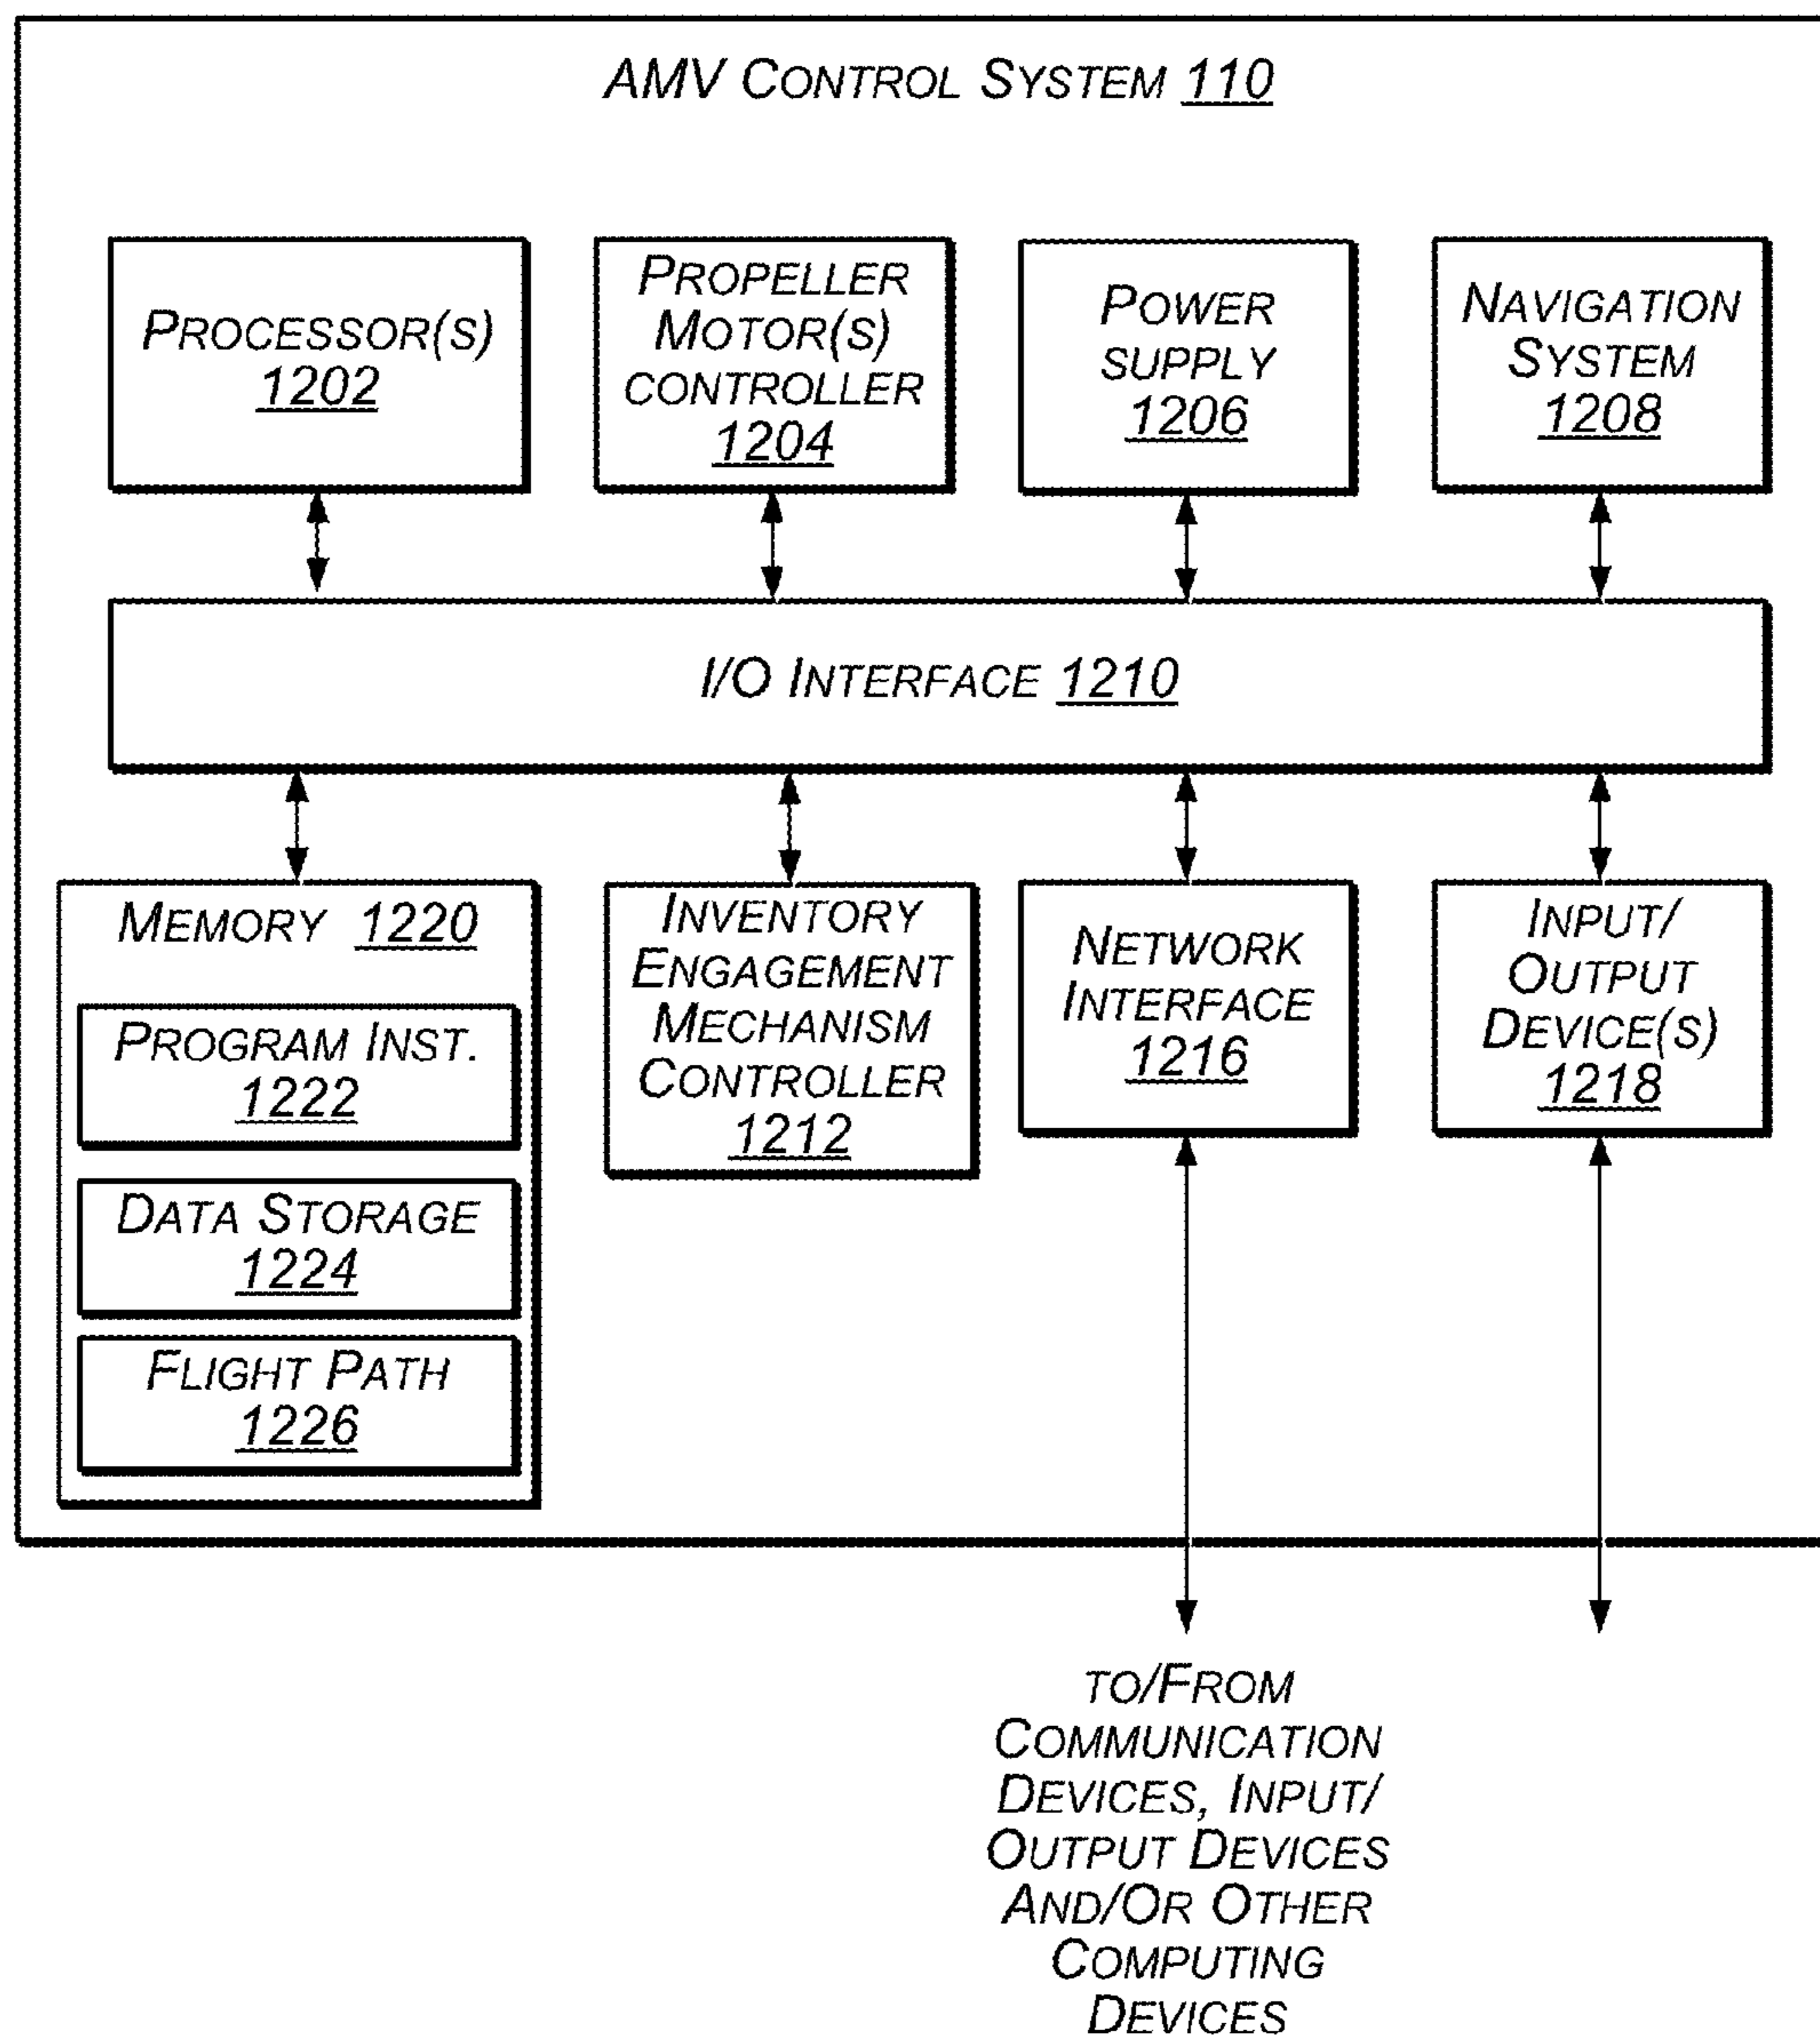 AMV CONTROL SYSTEM 110
PROCESSOR(S)
1202
PROPELLER
MOTOR(S)
CONTROLLER
1204
POWER
SUPPLY
1206
NAVIGATION
SYSTEM
1208
I/O INTERFACE 1210
MEMORY 1220
PROGRAM INST.
1222
DATA STORAGE
1224
FLIGHT PATH
1226
INVENTORY
ENGAGEMENT
MECHANISM
CONTROLLER
1212
NETWORK
INTERFACE
1216
INPUT/
OUTPUT
DEVICE(S)
1218
TO/FROM
COMMUNICATION
DEVICES, INPUT/
OUTPUT DEVICES
AND/OR OTHER
COMPUTING
DEVICES